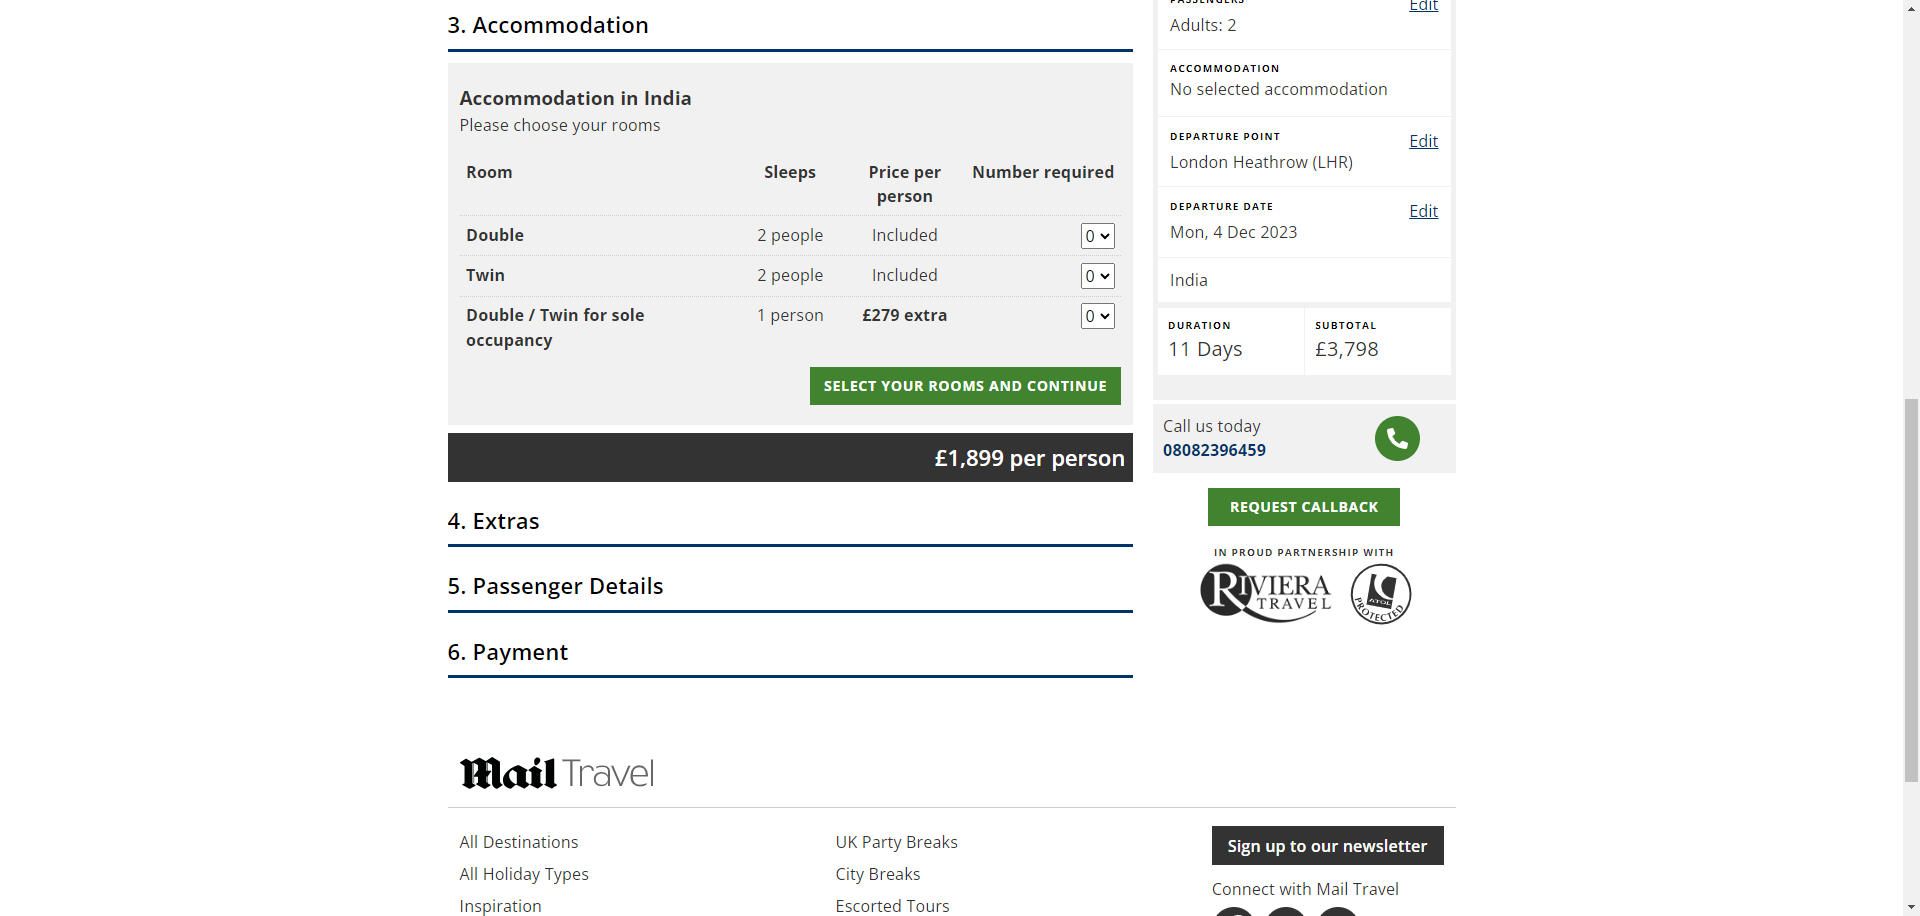 3. Accommodation
Accommodation in India
Please choose your rooms
Room Sleeps Price per person Number required
Double 2 people Included 0
Twin 2 people Included 0
Double / Twin for sole occupancy 1 person £279 extra 0
SELECT YOUR ROOMS AND CONTINUE
£1,899 per person
4. Extras
5. Passenger Details
6. Payment
PASSENGERS Edit
Adults: 2
ACCOMMODATION
No selected accommodation
DEPARTURE POINT Edit
London Heathrow (LHR)
DEPARTURE DATE Edit
Mon, 4 Dec 2023
India
DURATION
11 Days
SUBTOTAL
£3,798
Call us today
08082396459
REQUEST CALLBACK
IN PROUD PARTNERSHIP WITH
RIVIERA
TRAVEL
ATOL
PROTECTED
Mail Travel
All Destinations
All Holiday Types
Inspiration
UK Party Breaks
City Breaks
Escorted Tours
Sign up to our newsletter
Connect with Mail Travel